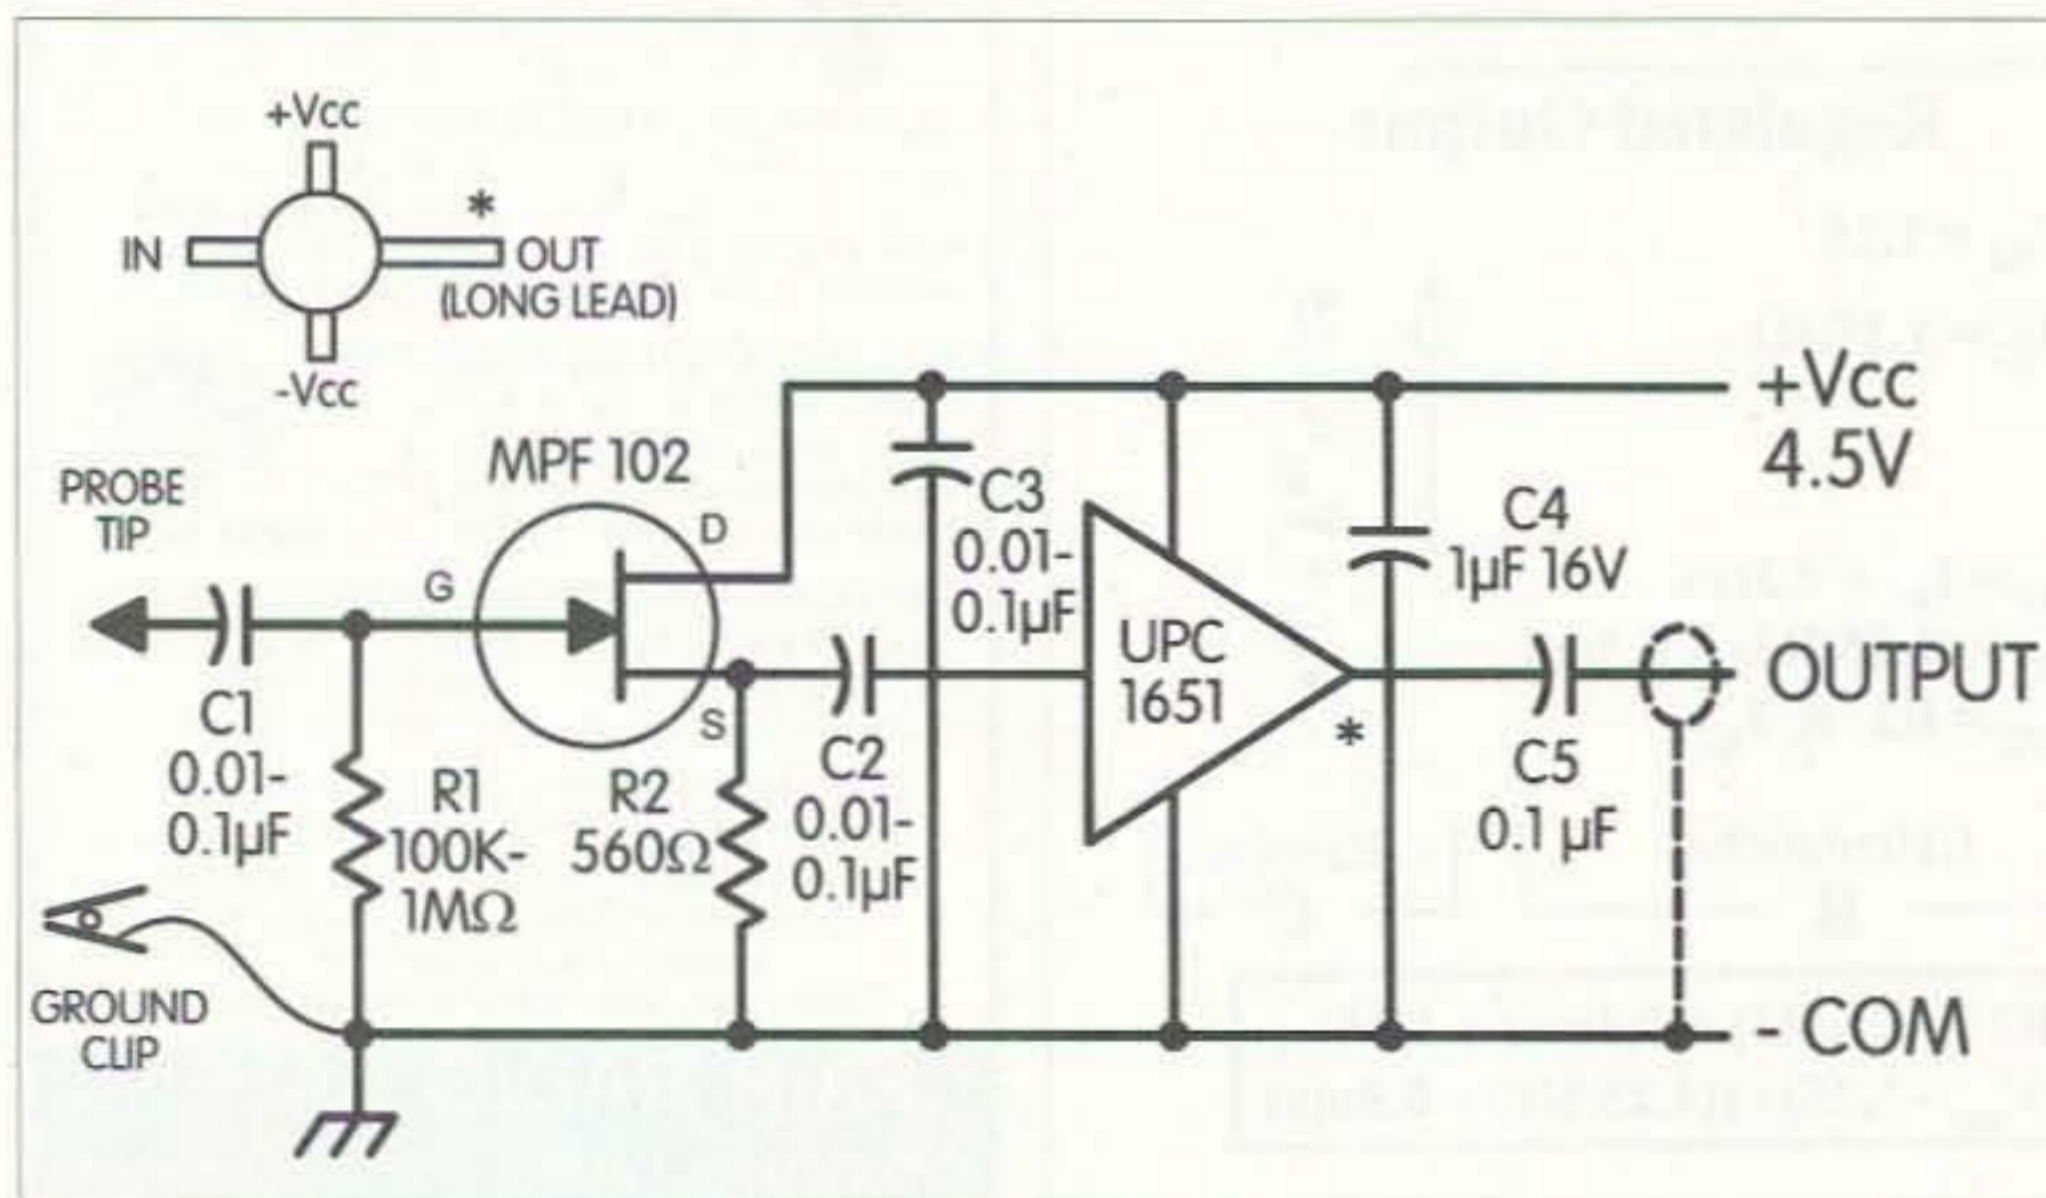 +Vcc
*
IN
OUT
(LONG LEAD)
-Vcc
MPF 102
PROBE
TIP
G
D
S
C1
0.01-
0.1µF
R1
100K-
1MΩ
R2
560Ω
C2
0.01-
0.1µF
C3
0.01-
0.1µF
UPC
1651
*
C4
1µF 16V
+Vcc
4.5V
C5
0.1 µF
OUTPUT
- COM
GROUND
CLIP